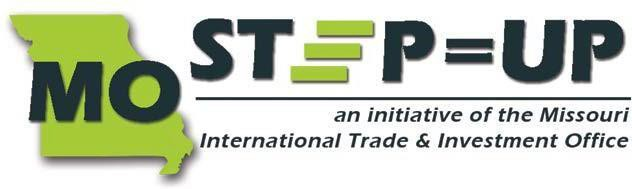 MO STEP=UP
an initiative of the Missouri
International Trade & Investment Office